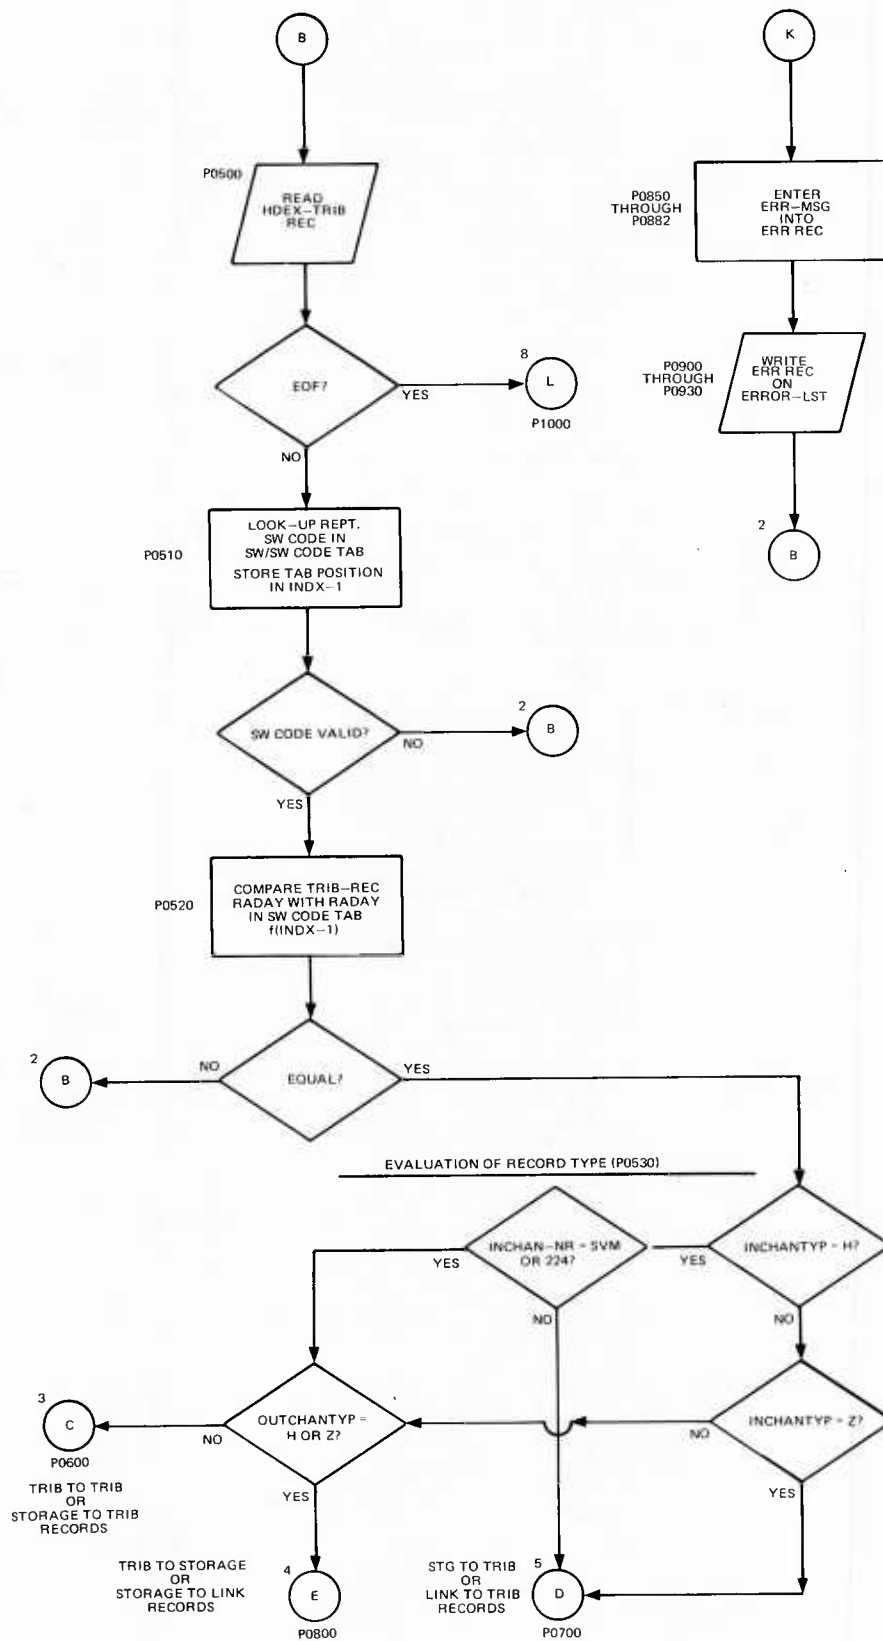 B
P0500
READ
HDEX-TRIB
REC
EOF?
YES
8
L
P1000
NO
P0510
LOOK-UP REPT.
SW CODE IN
SW/SW CODE TAB
STORE TAB POSITION
IN INDX-1
SW CODE VALID?
NO
2
B
YES
P0520
COMPARE TRIB-REC
RADAY WITH RADAY
IN SW CODE TAB
f(INDX-1)
2
B
NO
EQUAL?
YES
K
P0850
THROUGH
P0882
ENTER
ERR-MSG
INTO
ERR REC
P0900
THROUGH
P0930
WRITE
ERR REC
ON
ERROR-LST
2
B
EVALUATION OF RECORD TYPE (P0530)
INCHANTYP = H?
YES
NO
INCHAN-NR = SVM
OR 224?
YES
NO
INCHANTYP = Z?
NO
YES
OUTCHANTYP =
H OR Z?
NO
YES
3
C
P0600
TRIB TO TRIB
OR
STORAGE TO TRIB
RECORDS
TRIB TO STORAGE
OR
STORAGE TO LINK
RECORDS
4
E
P0800
STG TO TRIB
OR
LINK TO TRIB
RECORDS
5
D
P0700